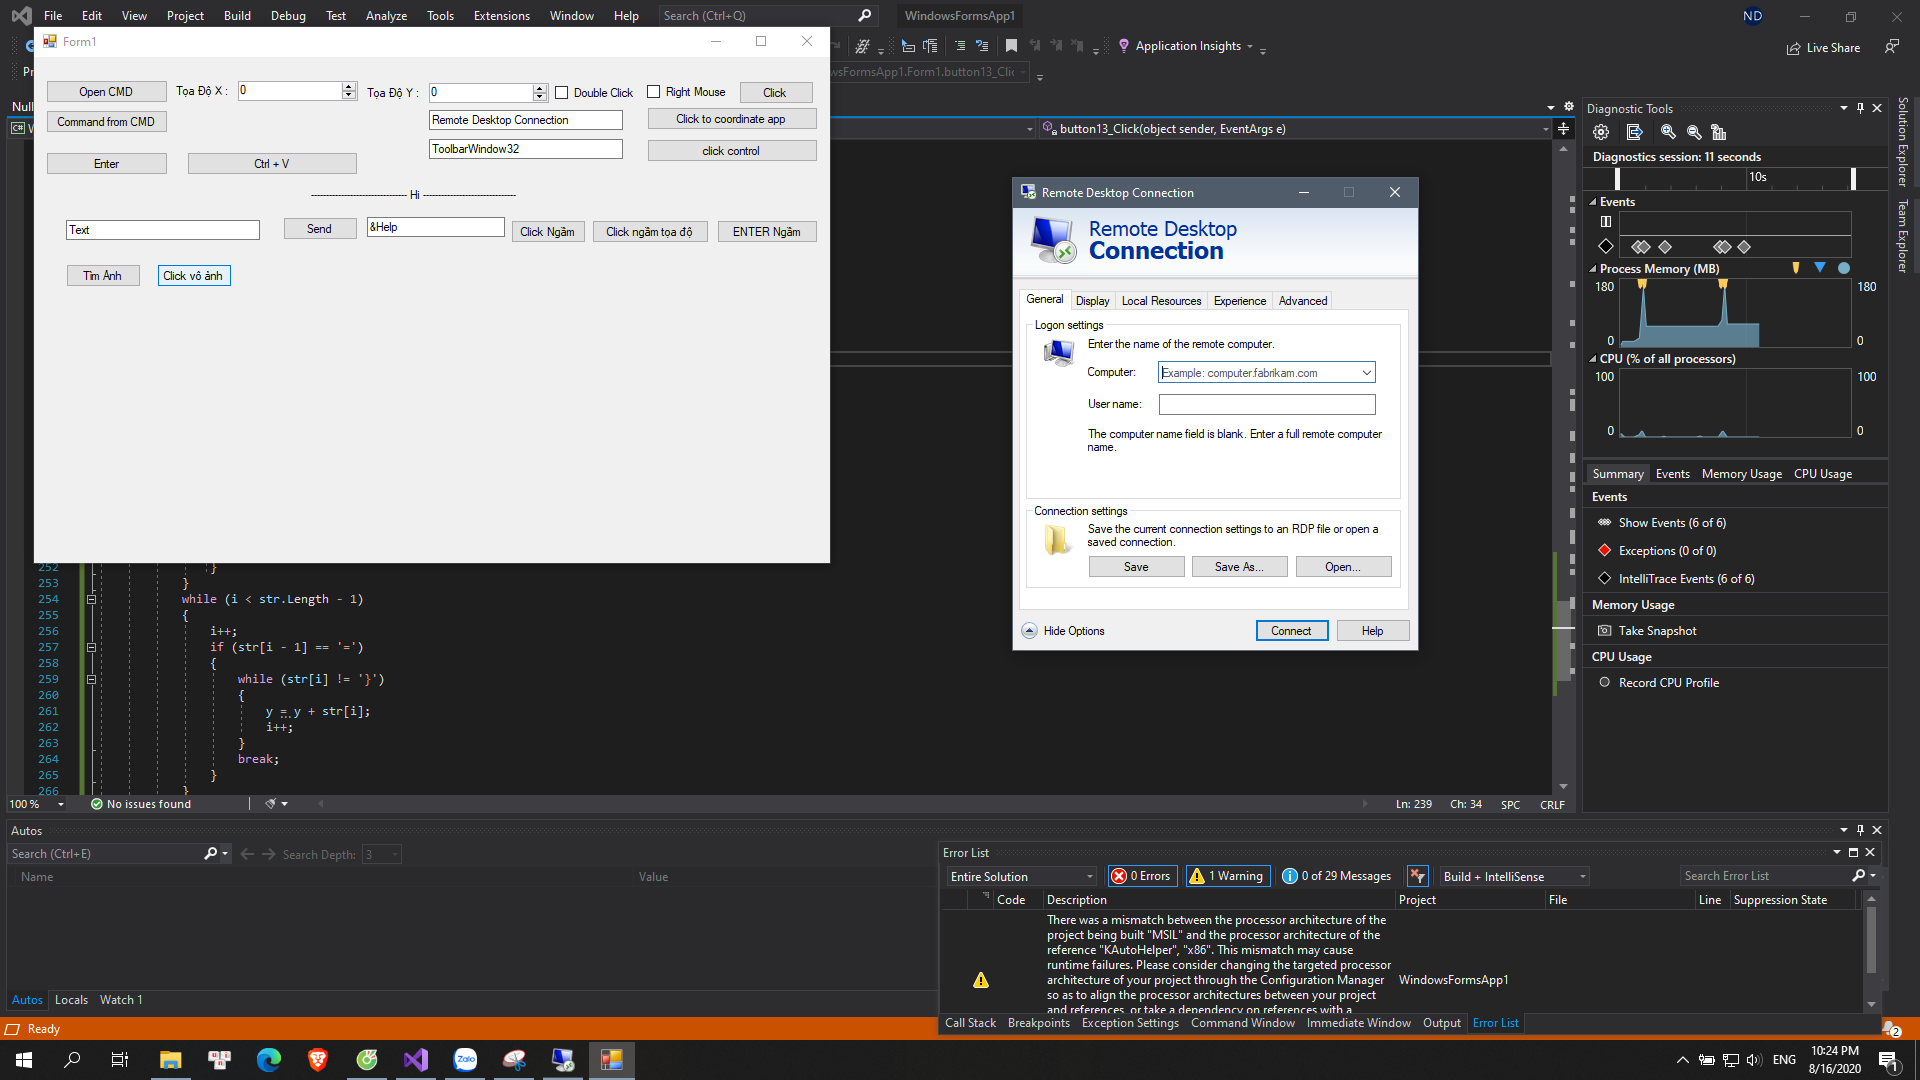 File Edit View Project Build Debug Test Analyze Tools Extensions Window Help Search (Ctrl+Q) WindowsFormsApp1 ND
Application Insights Live Share
Form1
Open CMD Tọa Độ X : 0 Tọa Độ Y : 0 Double Click Right Mouse Click
Command from CMD Remote Desktop Connection Click to coordinate app
ToolbarWindow32 click control
Enter Ctrl + V
------------------------------ Hi -----------------------------
Text Send &Help Click Ngầm Click ngầm tọa độ ENTER Ngầm
Tìm Ảnh Click vô ảnh
button13_Click(object sender, EventArgs e)
Remote Desktop Connection
Remote Desktop
Connection
General Display Local Resources Experience Advanced
Logon settings
Enter the name of the remote computer.
Computer: Example: computer.fabrikam.com
User name:
The computer name field is blank. Enter a full remote computer
name.
Connection settings
Save the current connection settings to an RDP file or open a
saved connection.
Save Save As... Open...
Hide Options Connect Help
Diagnostic Tools
Diagnostics session: 11 seconds
10s
Events
Process Memory (MB)
180 180
0 0
CPU (% of all processors)
100 100
0 0
Summary Events Memory Usage CPU Usage
Events
Show Events (6 of 6)
Exceptions (0 of 0)
IntelliTrace Events (6 of 6)
Memory Usage
Take Snapshot
CPU Usage
Record CPU Profile
Solution Explorer
Team Explorer
252 }
253 }
254 while (i < str.Length - 1)
255 {
256 i++;
257 if (str[i - 1] == '=')
258 {
259 while (str[i] != '}')
260 {
261 y = y + str[i];
262 i++;
263 }
264 break;
265 }
266 }
100 % No issues found Ln: 239 Ch: 34 SPC CRLF
Autos
Search (Ctrl+E) Search Depth: 3
Name Value
Autos Locals Watch 1
Error List
Entire Solution 0 Errors 1 Warning 0 of 29 Messages Build + IntelliSense Search Error List
Code Description Project File Line Suppression State
There was a mismatch between the processor architecture of the
project being built "MSIL" and the processor architecture of the
reference "KAutoHelper", "x86". This mismatch may cause
runtime failures. Please consider changing the targeted processor
architecture of your project through the Configuration Manager WindowsFormsApp1
so as to align the processor architectures between your project
and references, or take a dependency on references with a
Call Stack Breakpoints Exception Settings Command Window Immediate Window Output Error List
Ready 2
Zalo ENG 10:24 PM
8/16/2020 1